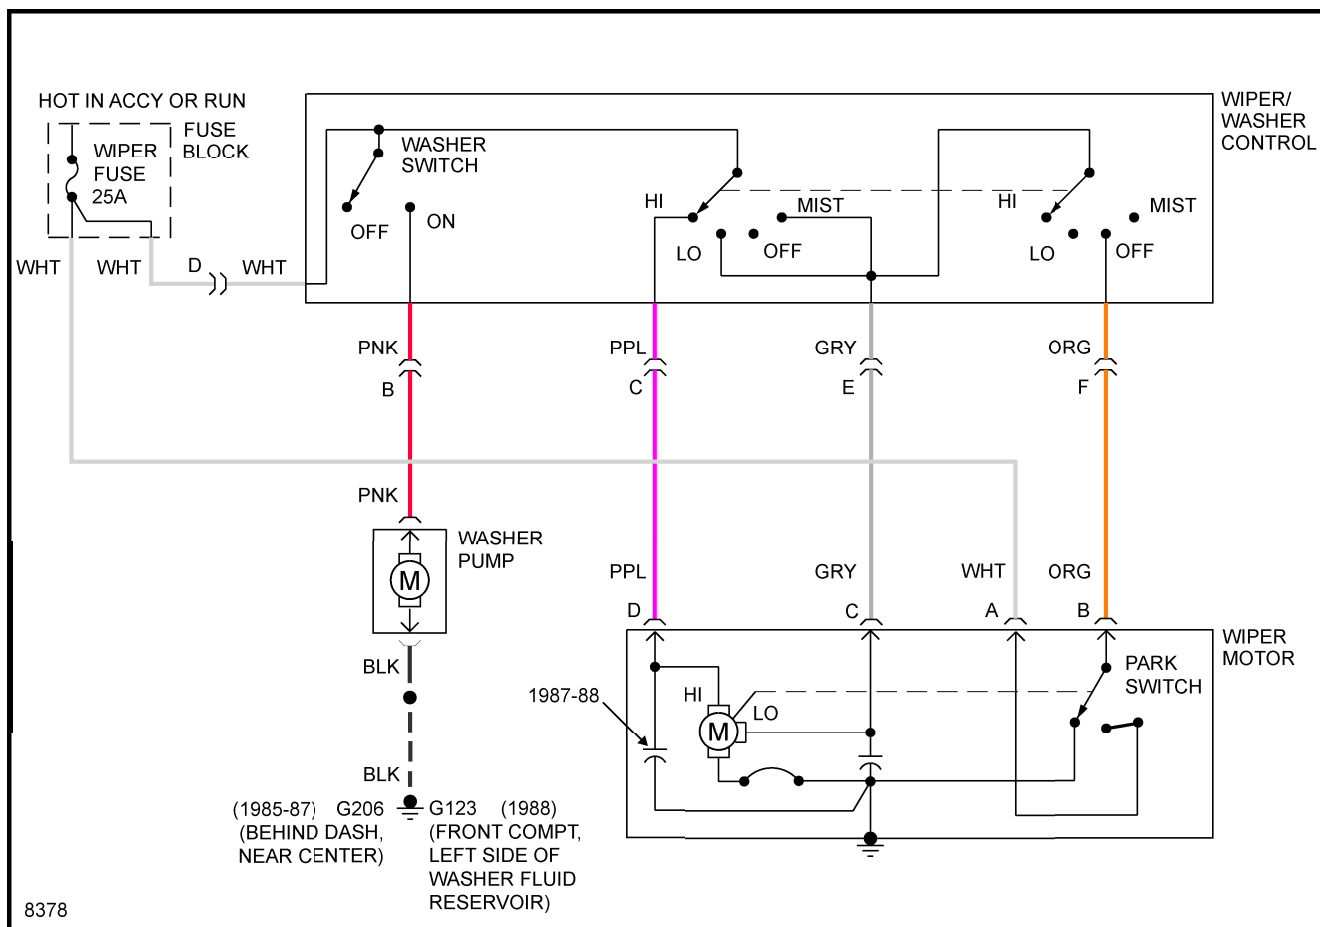 HOT IN ACCY OR RUN
FUSE
BLOCK
WIPER
FUSE
25A
WHT
WHT
D
WHT
WASHER
SWITCH
OFF
ON
HI
LO
OFF
MIST
HI
LO
OFF
MIST
WIPER/
WASHER
CONTROL
PNK
B
PPL
C
GRY
E
ORG
F
PNK
WASHER
PUMP
M
BLK
BLK
(1985-87) G206
(BEHIND DASH,
NEAR CENTER)
G123 (1988)
(FRONT COMPT,
LEFT SIDE OF
WASHER FLUID
RESERVOIR)
PPL
D
GRY
C
WHT
A
ORG
B
WIPER
MOTOR
PARK
SWITCH
1987-88
HI
LO
M
8378